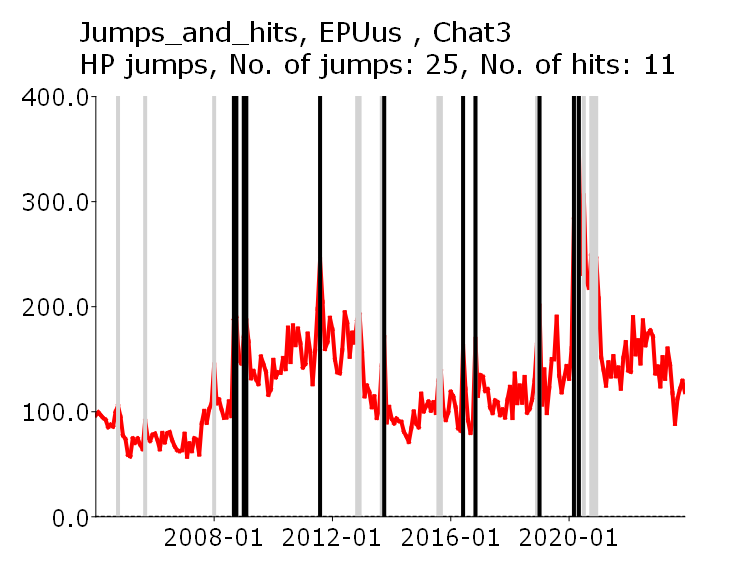 Jumps_and_hits, EPUus , Chat3
HP jumps, No. of jumps: 25, No. of hits: 11
400.0
300.0
200.0
100.0
0.0
2008-01 2012-01 2016-01 2020-01